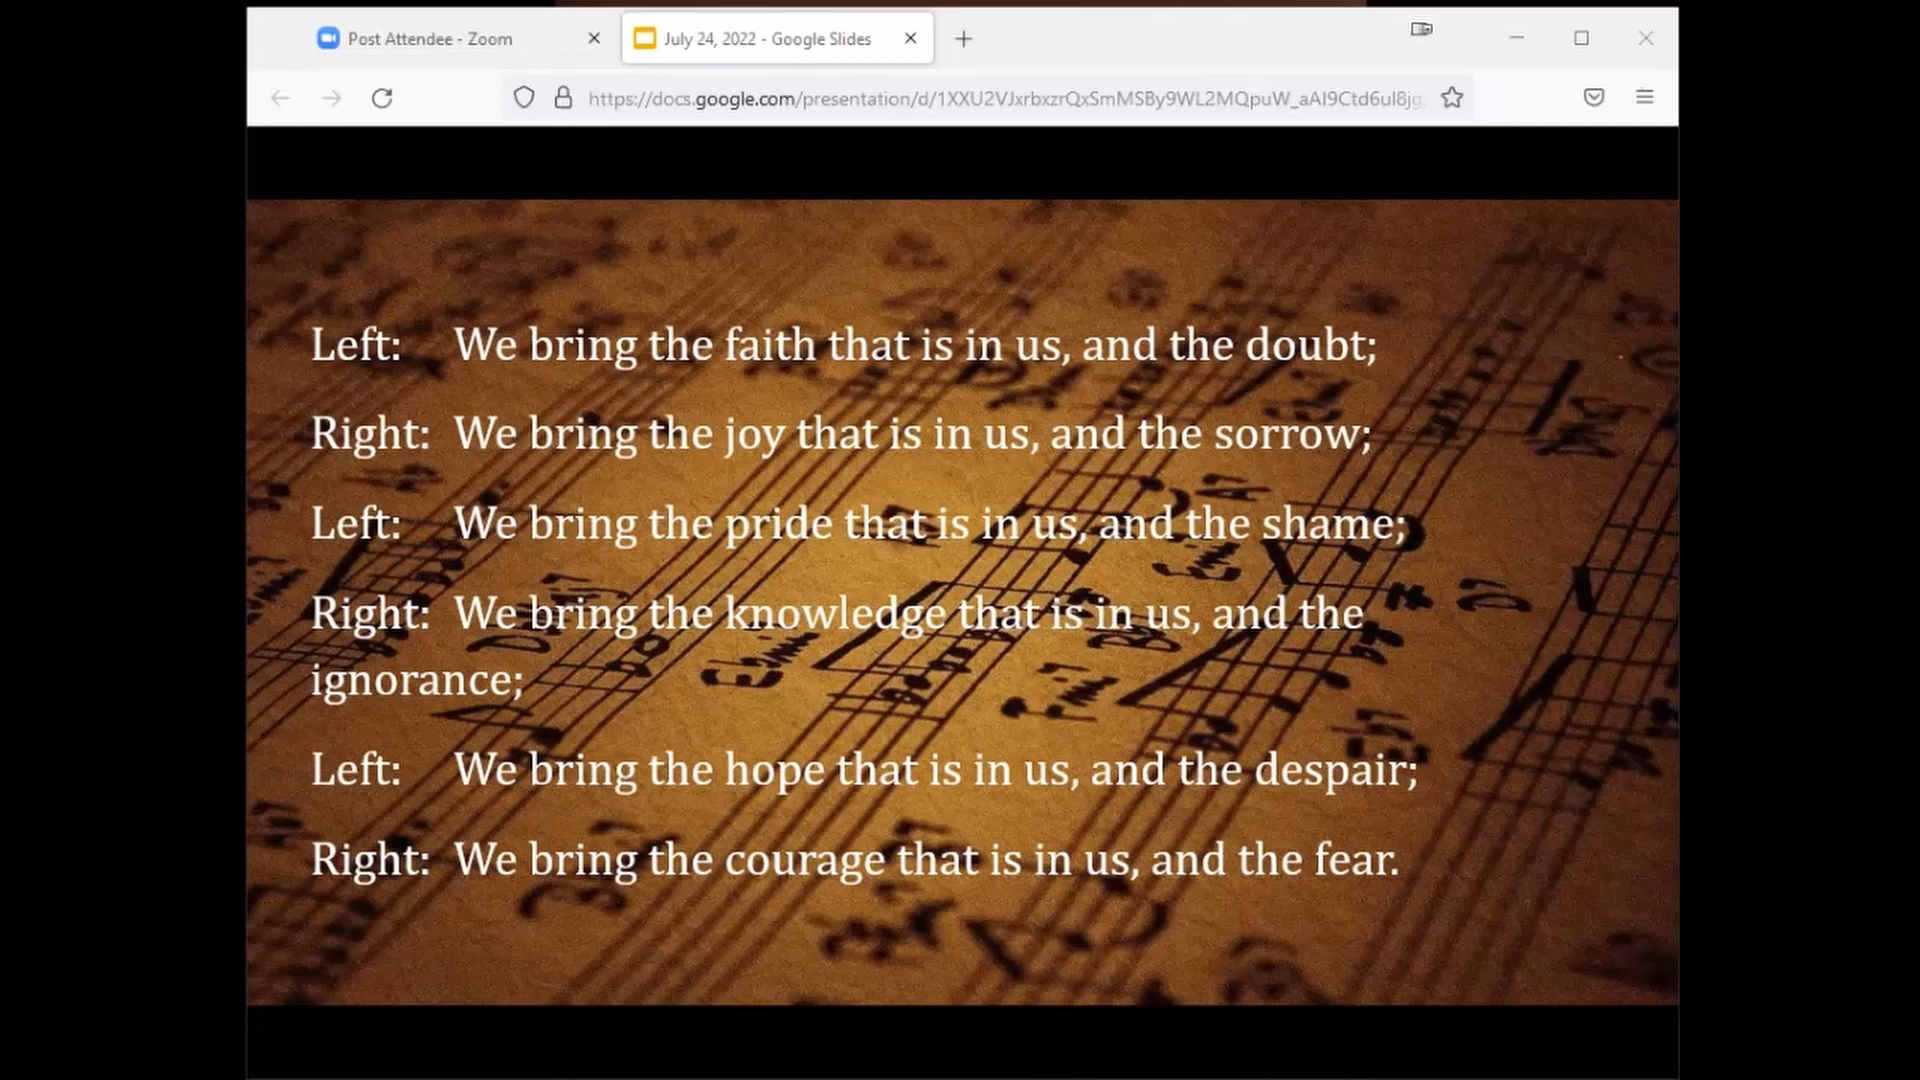 Post Attendee - Zoom
July 24, 2022 - Google Slides
https://docs.google.com/presentation/d/1XXU2VJxrbxzrQxSmMSBy9WL2MQpuW_aAI9Ctd6ul8jg
Left: We bring the faith that is in us, and the doubt;
Right: We bring the joy that is in us, and the sorrow;
Left: We bring the pride that is in us, and the shame;
Right: We bring the knowledge that is in us, and the
ignorance;
Left: We bring the hope that is in us, and the despair;
Right: We bring the courage that is in us, and the fear.